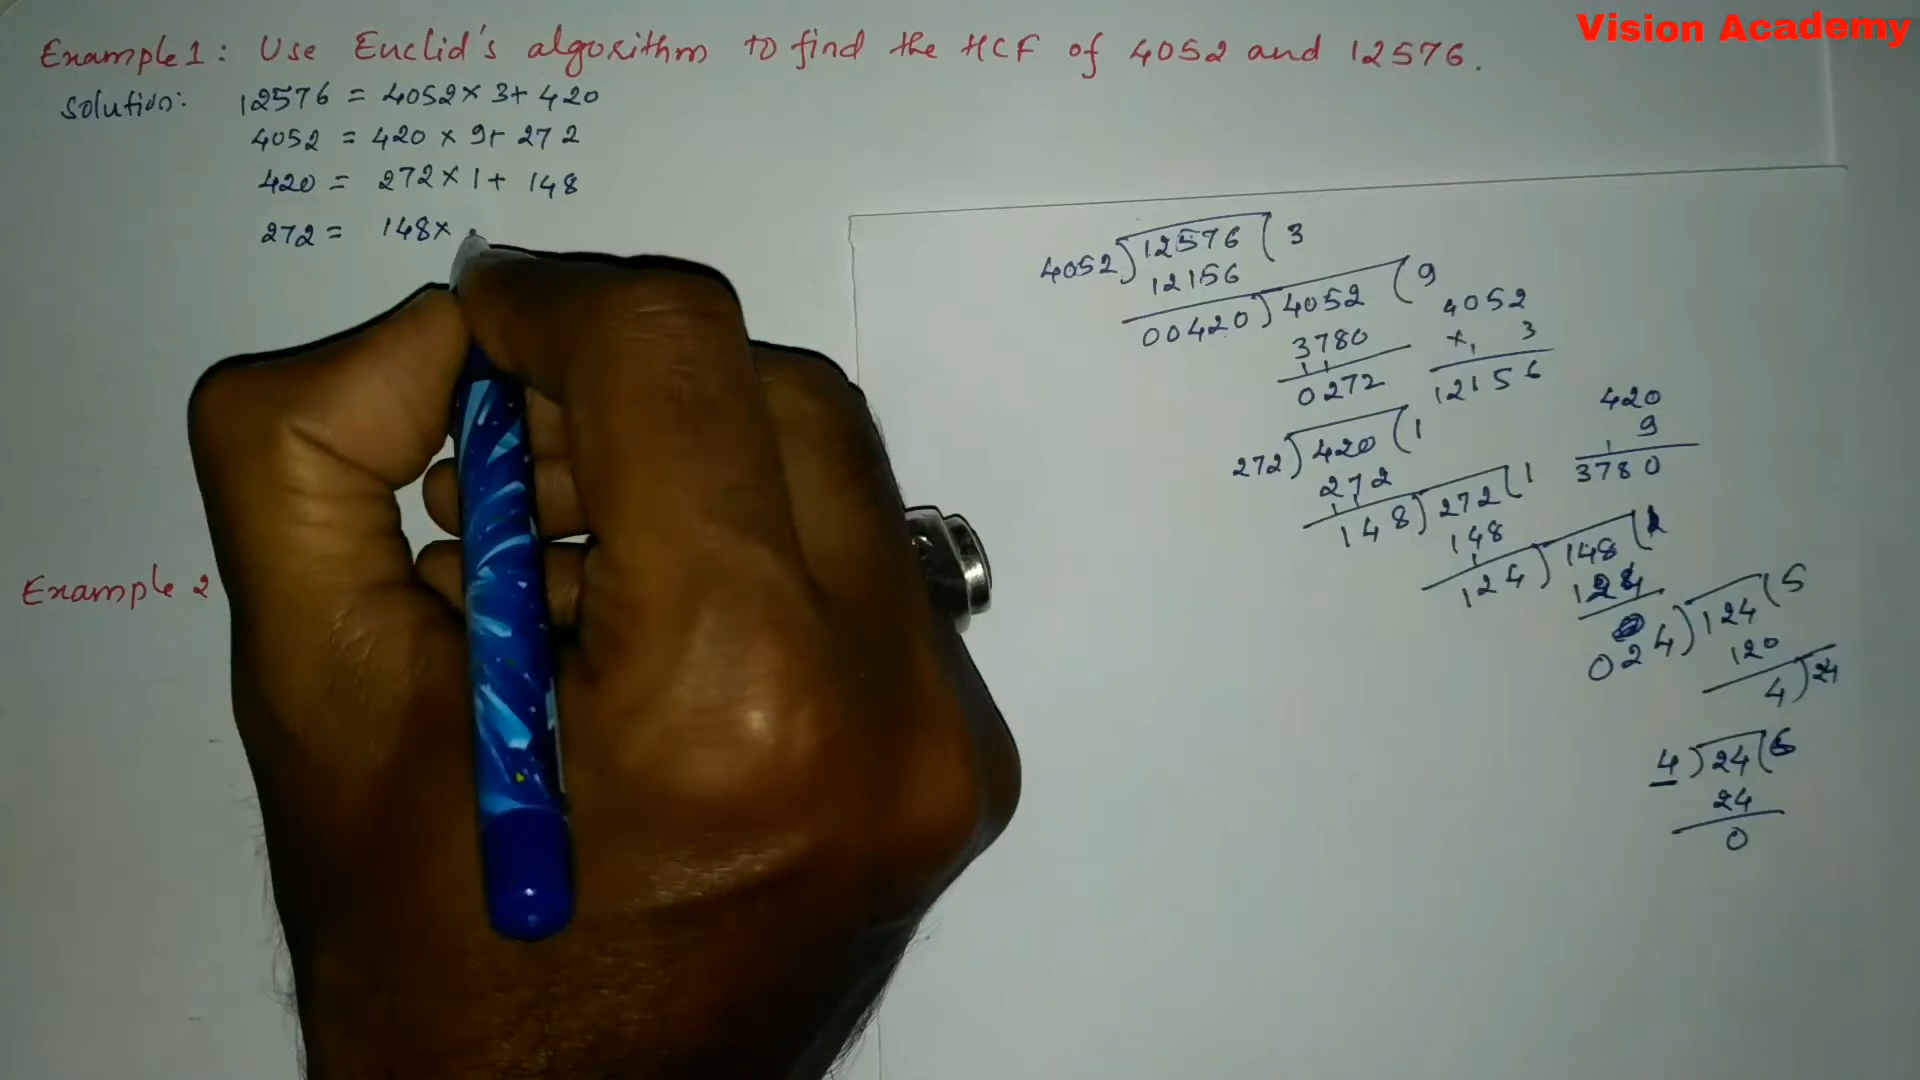 Vision Academy
Example 1: Use Euclid's algorithm to find the HCF of 4052 and 12576.
Solution: 12576 = 4052 × 3 + 420
4052 = 420 × 9 + 272
420 = 272 × 1 + 148
272 = 148 ×
Example 2
4052 ) 12576 ( 3
12156
00420 ) 4052 ( 9
3780
0272
4052
× 3
12156
420
9
3780
272 ) 420 ( 1
272
148 ) 272 ( 1
148
124 ) 148 ( 1
124
024 ) 124 ( 5
120
4 ) 24
4 ) 24 ( 6
24
0